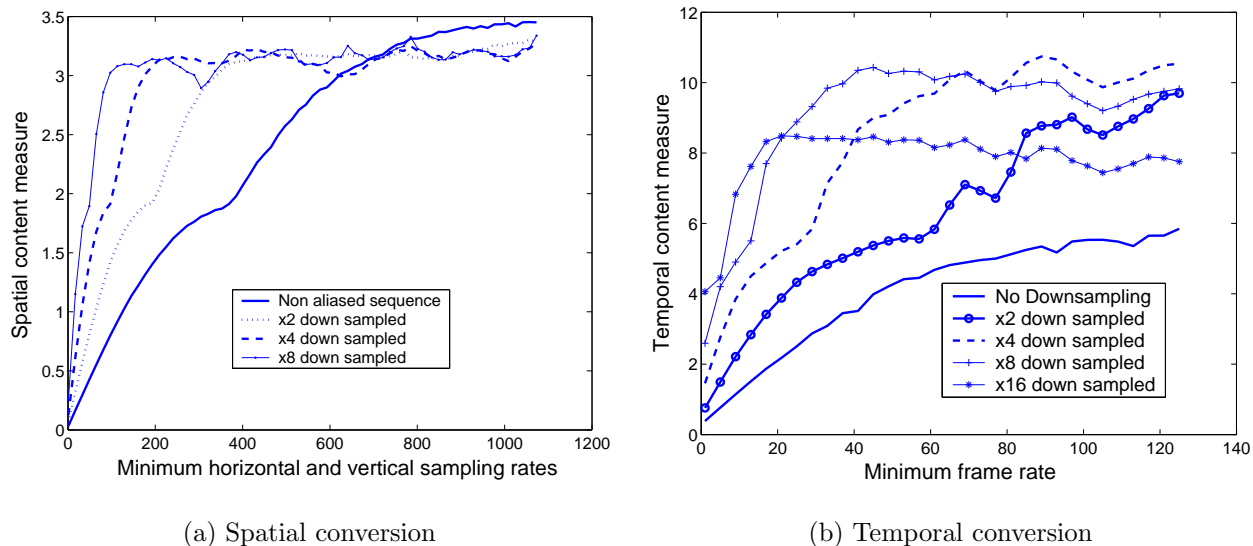 3.5
3
2.5
2
1.5
1
0.5
0
0 200 400 600 800 1000 1200
Spatial content measure
Minimum horizontal and vertical sampling rates
Non aliased sequence
x2 down sampled
x4 down sampled
x8 down sampled
(a) Spatial conversion
12
10
8
6
4
2
0
0 20 40 60 80 100 120 140
Temporal content measure
Minimum frame rate
No Downsampling
x2 down sampled
x4 down sampled
x8 down sampled
x16 down sampled
(b) Temporal conversion